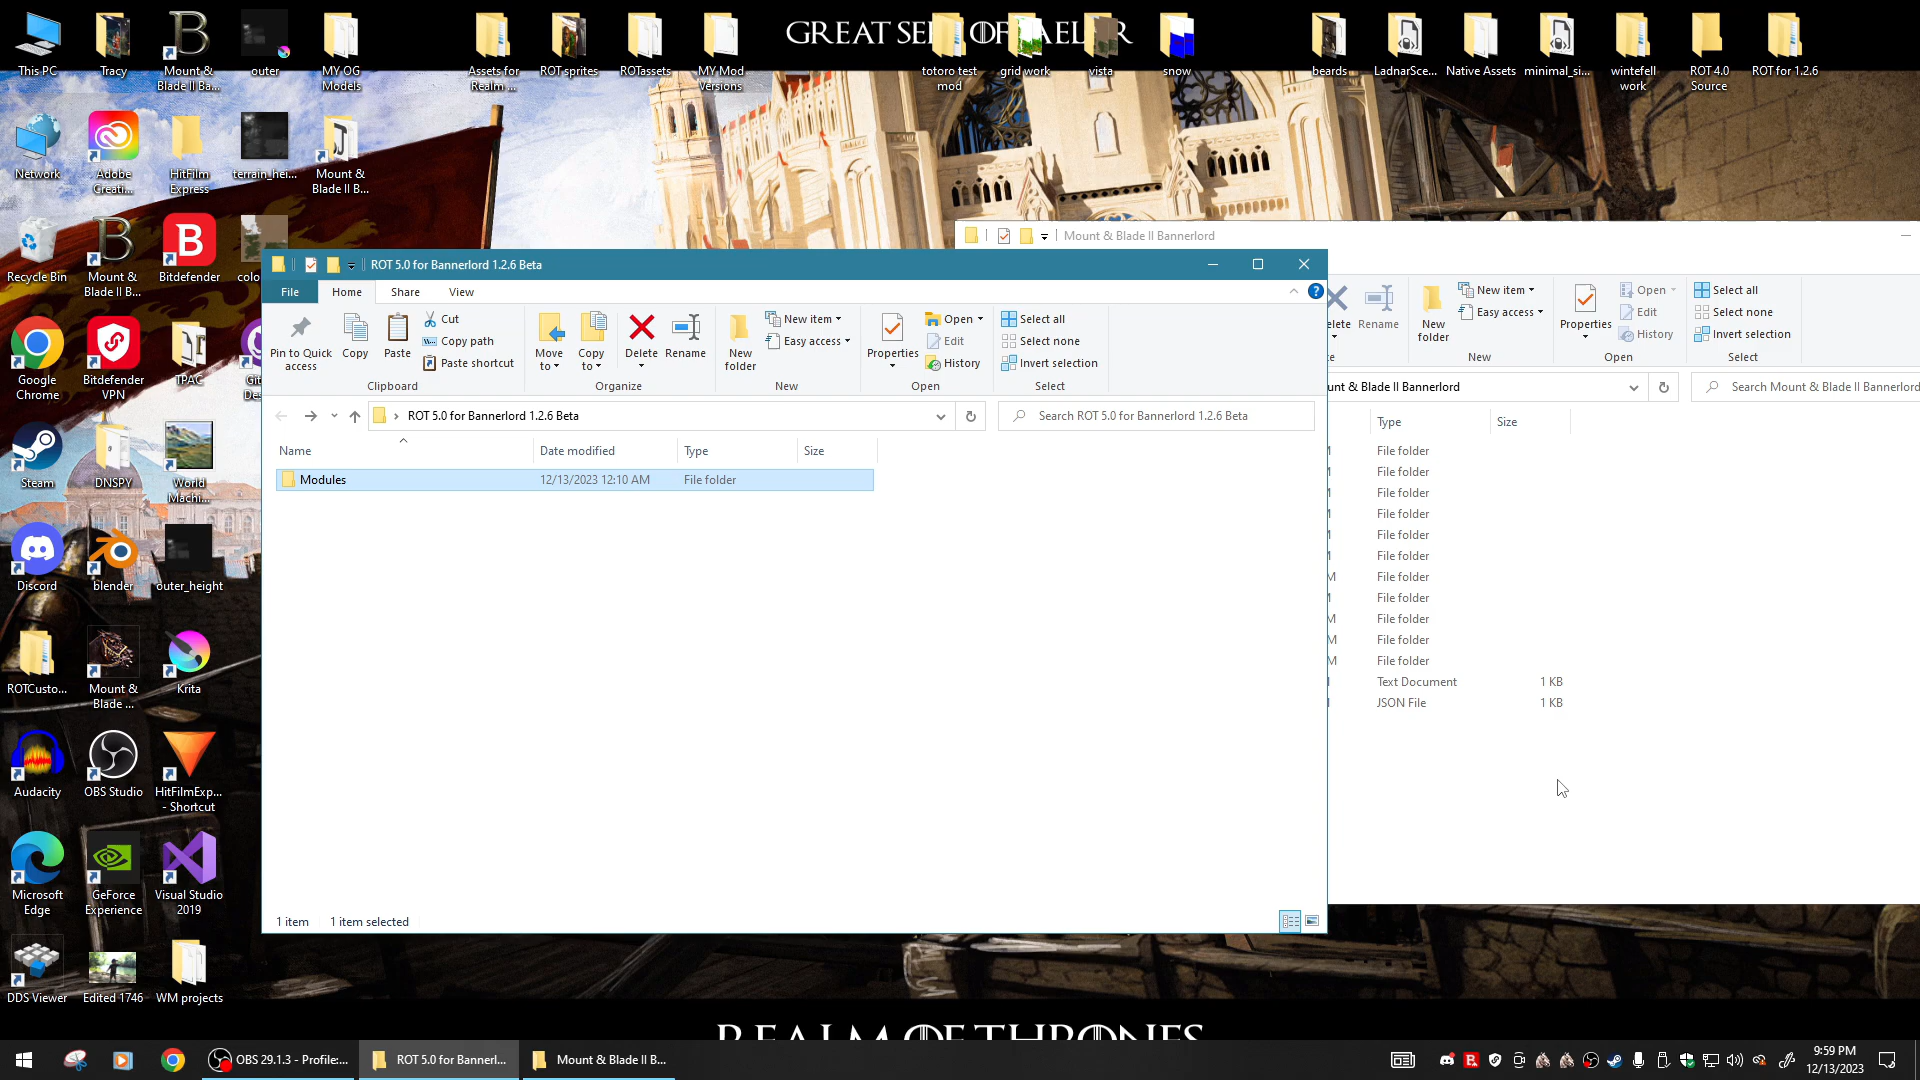 This PC
Tracy
Mount &
Blade II Ba...
outer
MY OG
Models
Assets for
Realm ...
ROT sprites
ROTassets
MY Mod
Versions
totoro test
mod
grid work
vista
snow
beards
LadnarSce...
Native Assets
minimal_si...
wintefell
work
ROT 4.0
Source
ROT for 1.2.6
Network
Adobe
Creati...
HitFilm
Express
terrain_hei...
Mount &
Blade II B...
Recycle Bin
Mount &
Blade II B...
Bitdefender
Google
Chrome
Bitdefender
VPN
TPAC
Steam
DNSPY
World
Machi...
Discord
blender
outer_height
ROTCusto...
Mount &
Blade ...
Krita
Audacity
OBS Studio
HitFilmExp...
- Shortcut
Microsoft
Edge
GeForce
Experience
Visual Studio
2019
DDS Viewer
Edited 1746
WM projects
Mount & Blade II Bannerlord
Rename
New
folder
New item
Easy access
New
Properties
Open
Edit
History
Open
Select all
Select none
Invert selection
Select
unt & Blade II Bannerlord
Search Mount & Blade II Bannerlord
Type
Size
File folder
File folder
File folder
File folder
File folder
File folder
File folder
File folder
File folder
File folder
File folder
Text Document 1 KB
JSON File 1 KB
ROT 5.0 for Bannerlord 1.2.6 Beta
File
Home
Share
View
Pin to Quick
access
Copy
Paste
Cut
Copy path
Paste shortcut
Clipboard
Move
to
Copy
to
Delete
Rename
Organize
New
folder
New item
Easy access
New
Properties
Open
Edit
History
Open
Select all
Select none
Invert selection
Select
ROT 5.0 for Bannerlord 1.2.6 Beta
Search ROT 5.0 for Bannerlord 1.2.6 Beta
Name
Date modified
Type
Size
Modules 12/13/2023 12:10 AM File folder
1 item 1 item selected
REALM OF THRONES
OBS 29.1.3 - Profile:...
ROT 5.0 for Bannerl...
Mount & Blade II B...
9:59 PM
12/13/2023